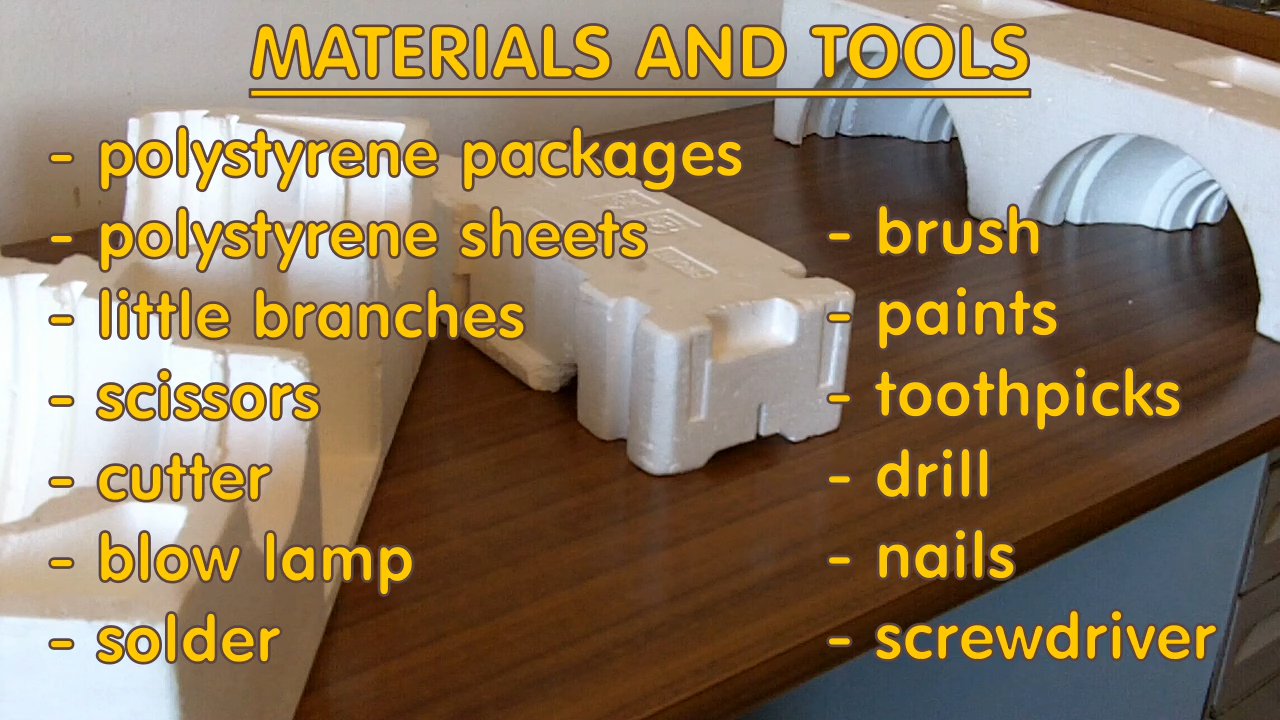 MATERIALS AND TOOLS
- polystyrene packages
- polystyrene sheets
- little branches
- scissors
- cutter
- blow lamp
- solder
- brush
- paints
- toothpicks
- drill
- nails
- screwdriver